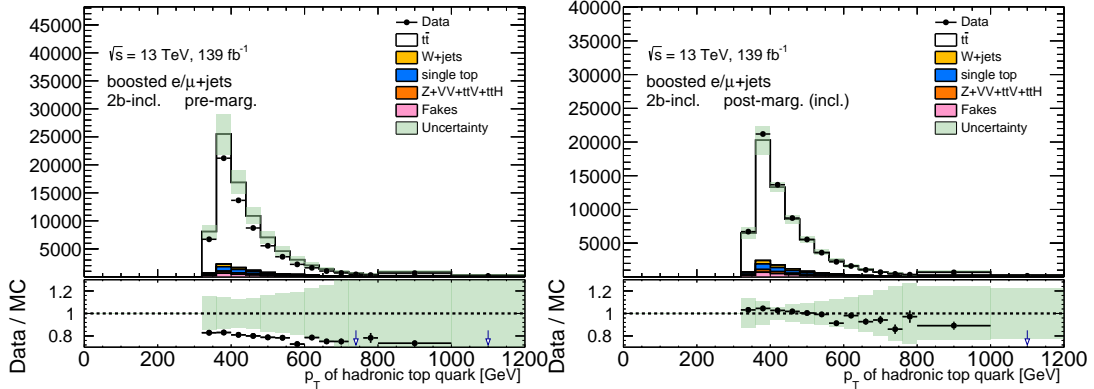 45000
40000
35000
30000
25000
20000
15000
10000
5000
√s = 13 TeV, 139 fb⁻¹
boosted e/μ+jets
2b-incl. pre-marg.
Data
tt̄
W+jets
single top
Z+VV+ttV+ttH
Fakes
Uncertainty
Data / MC
1.2
1
0.8
0 200 400 600 800 1000 1200
p_T of hadronic top quark [GeV]
40000
35000
30000
25000
20000
15000
10000
5000
0
√s = 13 TeV, 139 fb⁻¹
boosted e/μ+jets
2b-incl. post-marg. (incl.)
Data
tt̄
W+jets
single top
Z+VV+ttV+ttH
Fakes
Uncertainty
Data / MC
1.2
1
0.8
0 200 400 600 800 1000 1200
p_T of hadronic top quark [GeV]